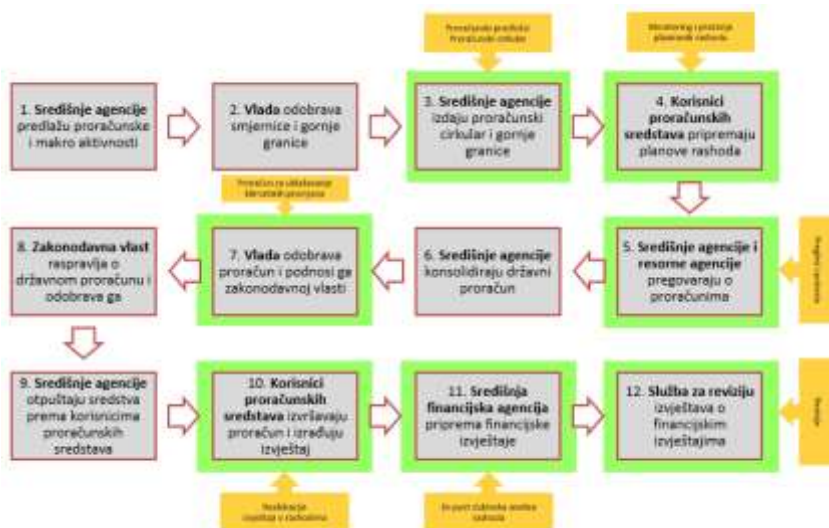 1. Središnje agencije
predlažu proračunske
i makro aktivnosti
2. Vlada odobrava
smjernice i gornje
granice
3. Središnje agencije
izdaju proračunski
cirkular i gornje
granice
4. Korisnici
proračunskih
sredstava pripremaju
planove rashoda
8. Zakonodavna vlast
raspravlja o
državnom proračunu i
odobrava ga
7. Vlada odobrava
proračun i podnosi ga
zakonodavnoj vlasti
6. Središnje agencije
konsolidiraju državni
proračun
5. Središnje agencije i
resorne agencije
pregovaraju o
proračunima
9. Središnje agencije
otpuštaju sredstva
prema korisnicima
proračunskih
sredstava
10. Korisnici
proračunskih
sredstava izvršavaju
proračun i izrađuju
izvještaj
11. Središnja
financijska agencija
priprema financijske
izvještaje
12. Služba za reviziju
izvještava o
financijskim
izvještajima